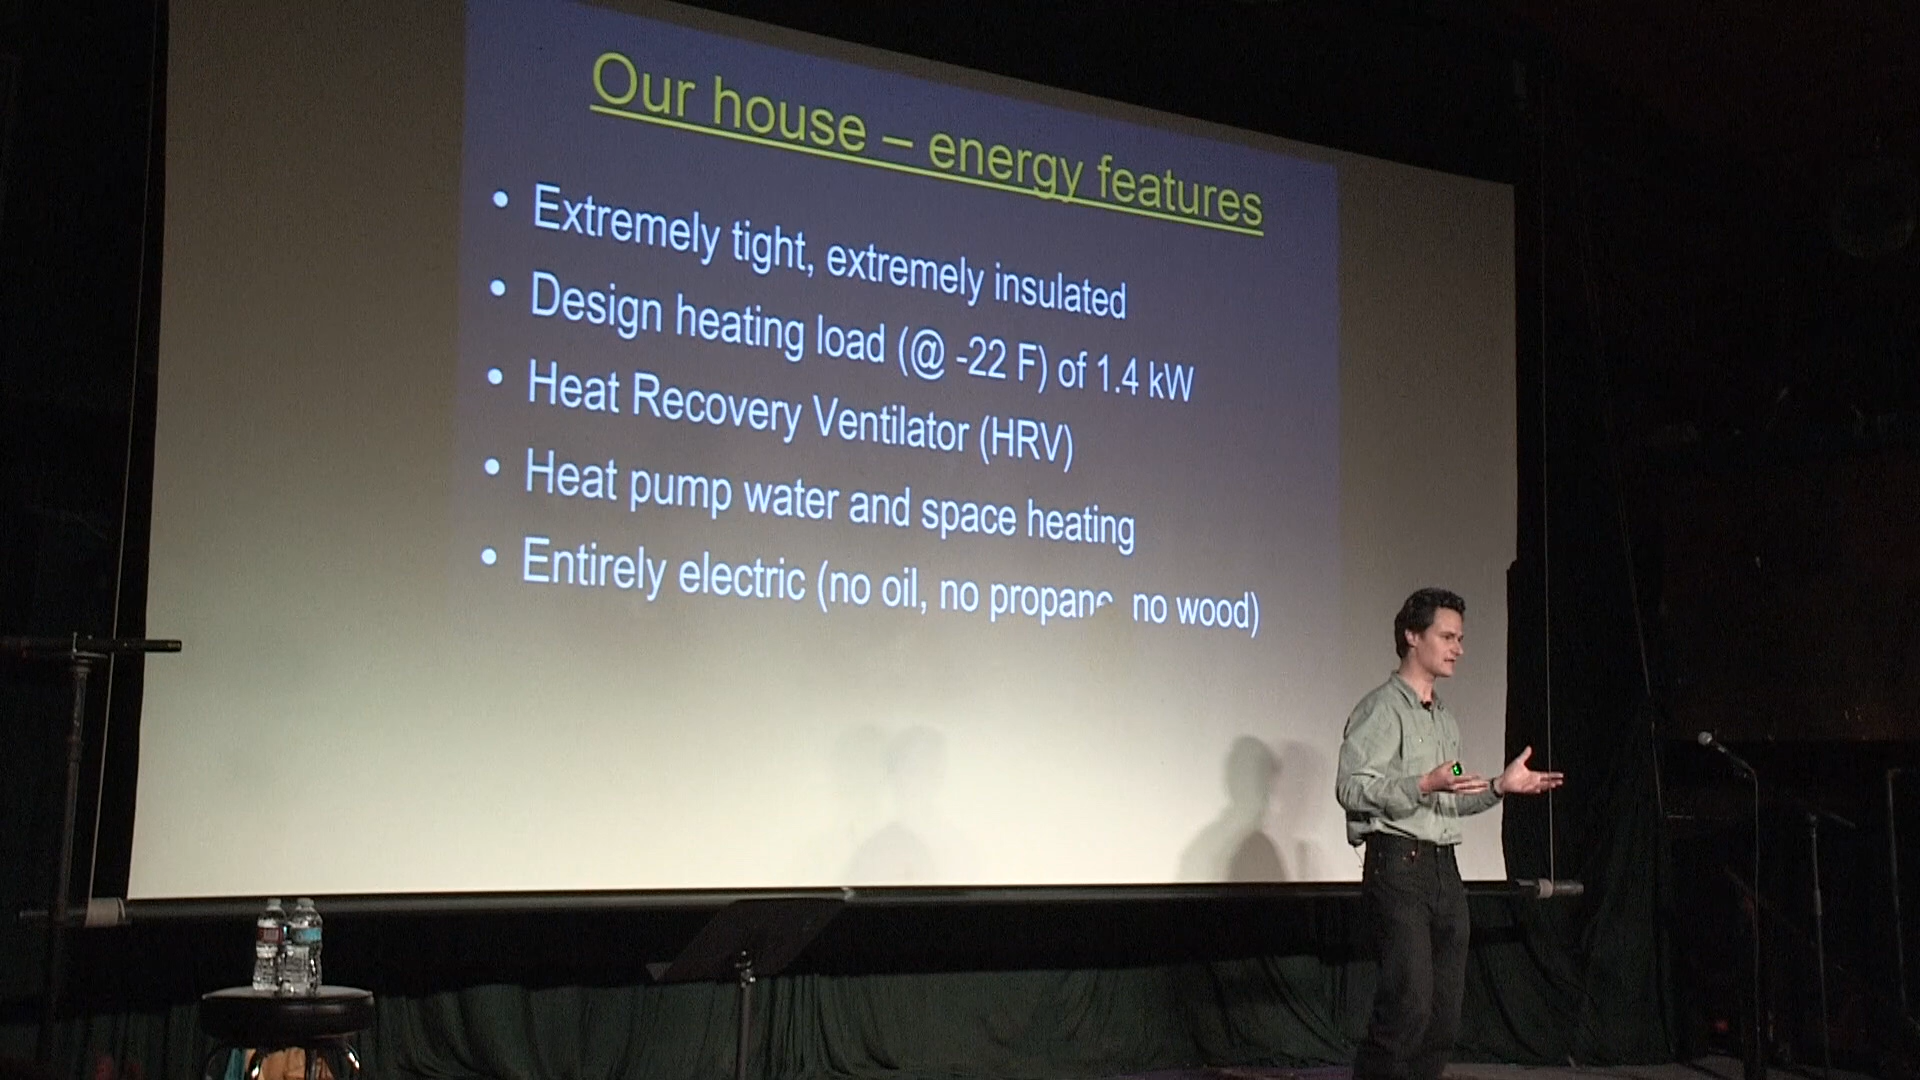 Our house – energy features
• Extremely tight, extremely insulated
• Design heating load (@ -22 F) of 1.4 kW
• Heat Recovery Ventilator (HRV)
• Heat pump water and space heating
• Entirely electric (no oil, no propane, no wood)